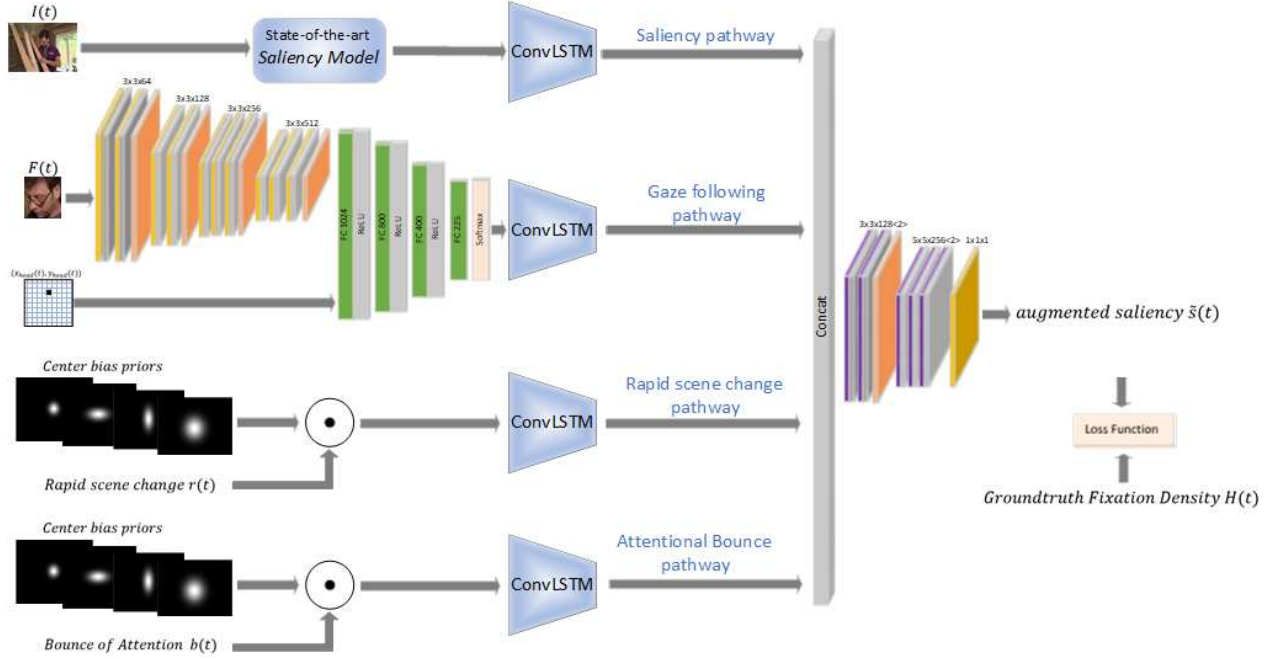 I(t)
State-of-the-art
Saliency Model
ConvLSTM
Saliency pathway
3x3x64
3x3x128
3x3x256
3x3x512
F(t)
FC 1024
ReLU
FC 800
ReLU
FC 400
ReLU
FC 225
Softmax
ConvLSTM
Gaze following
pathway
(x_head(t), y_head(t))
Concat
3x3x128<2>
5x5x256<2>
1x1x1
augmented saliency s̃(t)
Center bias priors
ConvLSTM
Rapid scene change
pathway
Rapid scene change r(t)
Loss Function
Groundtruth Fixation Density H(t)
Center bias priors
ConvLSTM
Attentional Bounce
pathway
Bounce of Attention b(t)